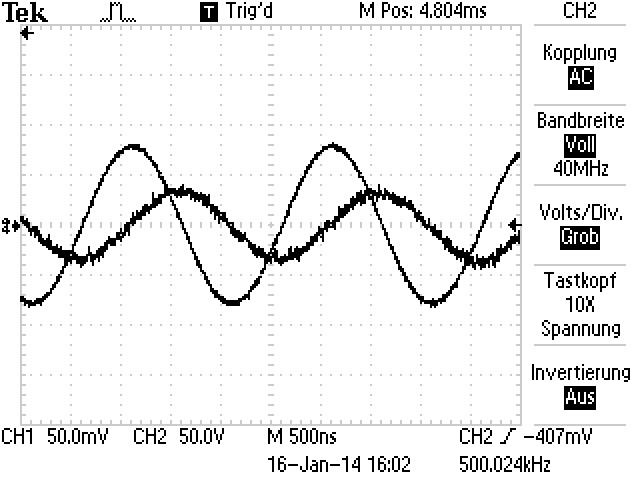 Tek T Trig'd M Pos: 4.804ms CH2
Kopplung
AC
Bandbreite
Voll
40MHz
Volts/Div.
Grob
Tastkopf
10X
Spannung
Invertierung
Aus
CH1 50.0mV CH2 50.0V M 500ns CH2 -407mV
16-Jan-14 16:02 500.024kHz